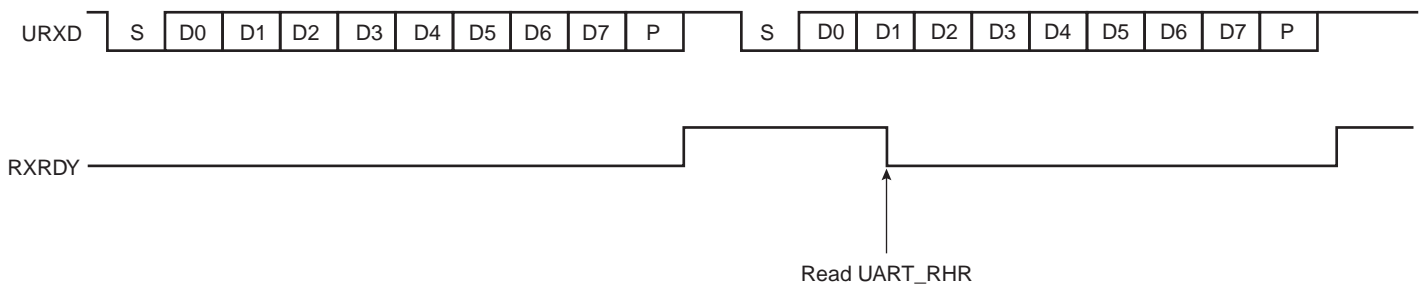 URXD S D0 D1 D2 D3 D4 D5 D6 D7 P S D0 D1 D2 D3 D4 D5 D6 D7 P
RXRDY
Read UART_RHR